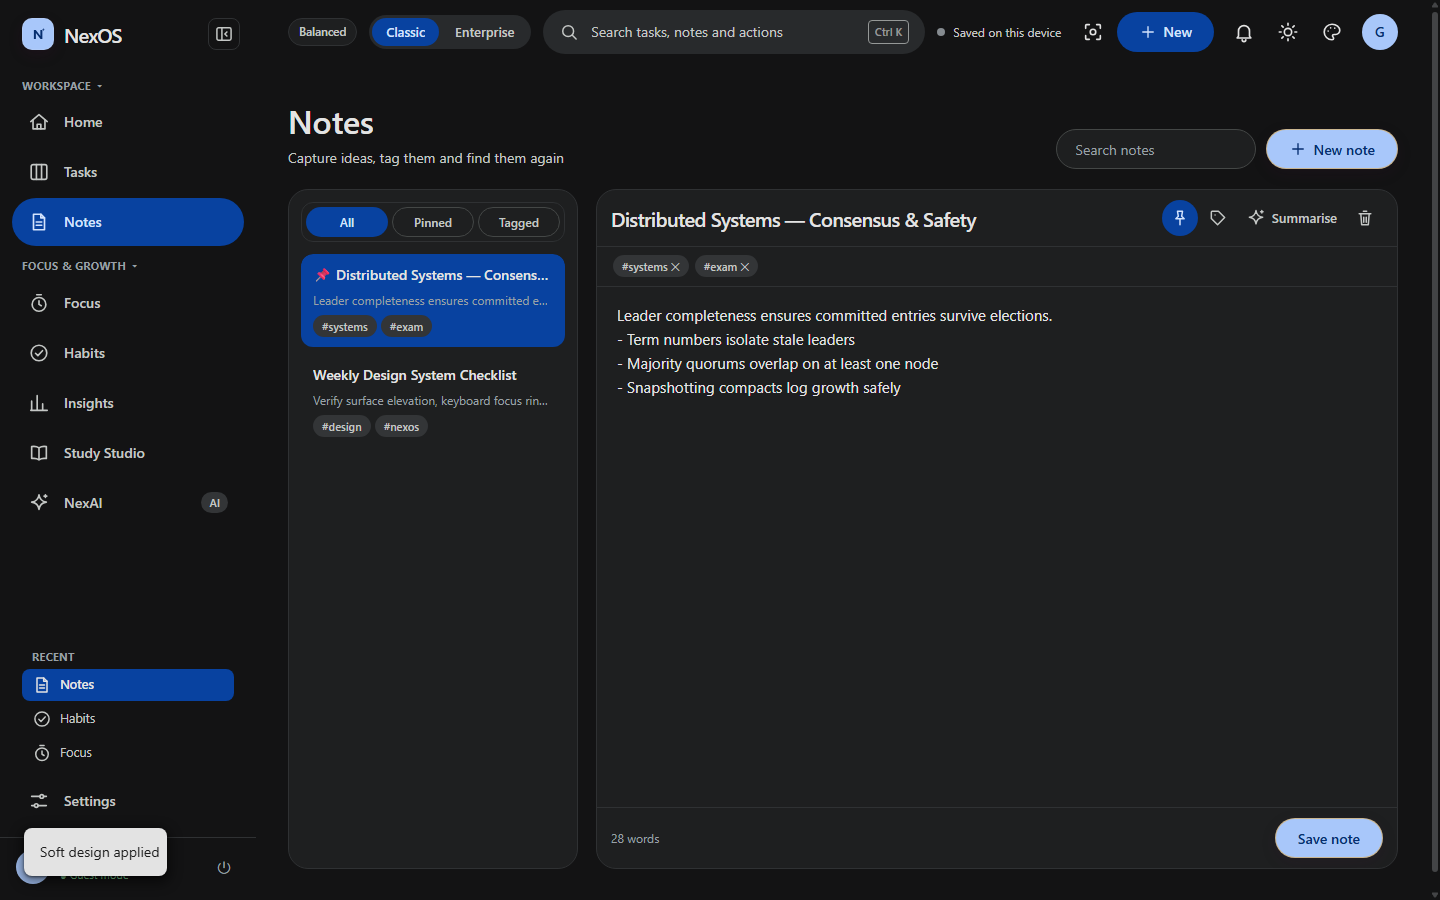 N
NexOS
Balanced
Classic
Enterprise
Search tasks, notes and actions
Ctrl K
Saved on this device
New
G
WORKSPACE
Home
Tasks
Notes
FOCUS & GROWTH
Focus
Habits
Insights
Study Studio
NexAI
AI
RECENT
Notes
Habits
Focus
Settings
Soft design applied
Notes
Capture ideas, tag them and find them again
Search notes
New note
All
Pinned
Tagged
Distributed Systems — Consens...
Leader completeness ensures committed e...
#systems
#exam
Weekly Design System Checklist
Verify surface elevation, keyboard focus rin...
#design
#nexos
Distributed Systems — Consensus & Safety
Summarise
#systems
#exam
Leader completeness ensures committed entries survive elections.
- Term numbers isolate stale leaders
- Majority quorums overlap on at least one node
- Snapshotting compacts log growth safely
28 words
Save note